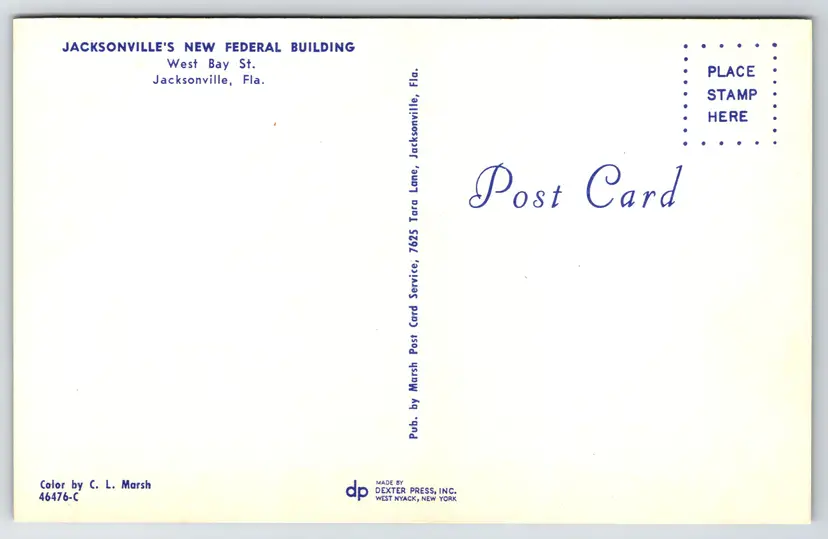 JACKSONVILLE'S NEW FEDERAL BUILDING
West Bay St.
Jacksonville, Fla.
Pub. by Marsh Post Card Service, 7625 Tara Lane, Jacksonville, Fla.
PLACE
STAMP
HERE
Post Card
Color by C. L. Marsh
46476-C
dp
MADE BY
DEXTER PRESS, INC.
WEST NYACK, NEW YORK